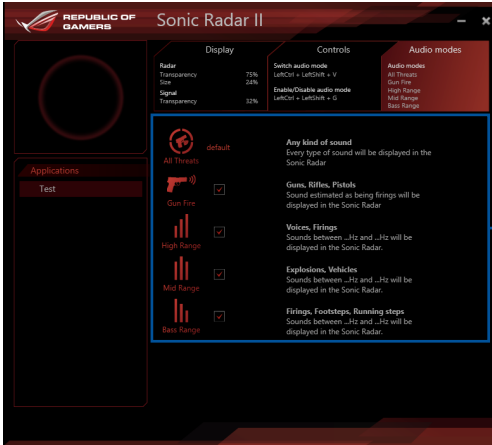 REPUBLIC OF
GAMERS
Sonic Radar II
Display
Radar
Transparency 75%
Size 24%
Signal
Transparency 32%
Controls
Switch audio mode
LeftCtrl + LeftShift + V
Enable/Disable audio mode
LeftCtrl + LeftShift + G
Audio modes
Audio modes
All Threats
Gun Fire
High Range
Mid Range
Bass Range
Applications
Test
All Threats
default
Any kind of sound
Every type of sound will be displayed in the
Sonic Radar
Gun Fire
Guns, Rifles, Pistols
Sound estimated as being firings will be
displayed in the Sonic Radar
High Range
Voices, Firings
Sounds between ...Hz and ...Hz will be
displayed in the Sonic Radar.
Mid Range
Explosions, Vehicles
Sounds between ...Hz and ...Hz will be
displayed in the Sonic Radar.
Bass Range
Firings, Footsteps, Running steps
Sounds between ...Hz and ...Hz will be
displayed in the Sonic Radar.